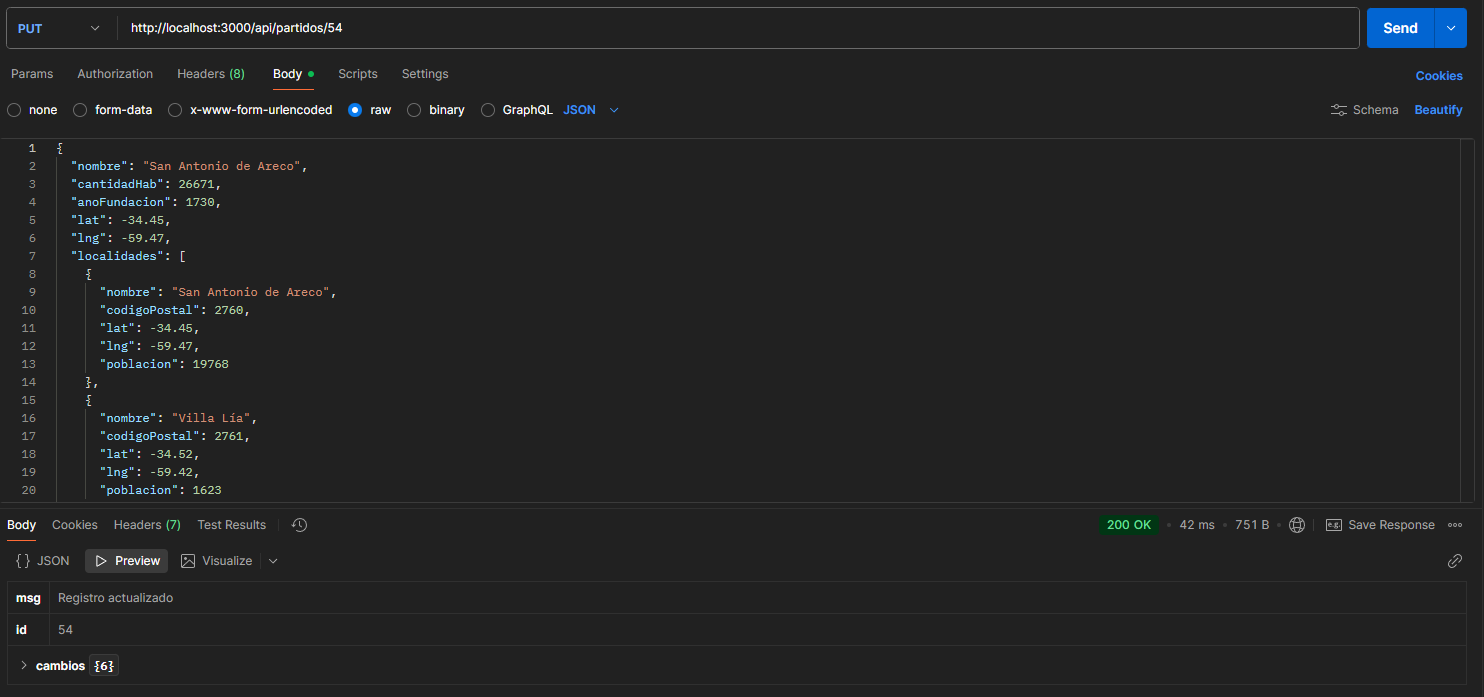 PUT http://localhost:3000/api/partidos/54 Send
Params Authorization Headers (8) Body Scripts Settings Cookies
none form-data x-www-form-urlencoded raw binary GraphQL JSON Schema Beautify
1 {
2 "nombre": "San Antonio de Areco",
3 "cantidadHab": 26671,
4 "anoFundacion": 1730,
5 "lat": -34.45,
6 "lng": -59.47,
7 "localidades": [
8 {
9 "nombre": "San Antonio de Areco",
10 "codigoPostal": 2760,
11 "lat": -34.45,
12 "lng": -59.47,
13 "poblacion": 19768
14 },
15 {
16 "nombre": "Villa Lía",
17 "codigoPostal": 2761,
18 "lat": -34.52,
19 "lng": -59.42,
20 "poblacion": 1623
Body Cookies Headers (7) Test Results 200 OK • 42 ms • 751 B • e.g. Save Response
{} JSON Preview Visualize
msg Registro actualizado
id 54
cambios {6}